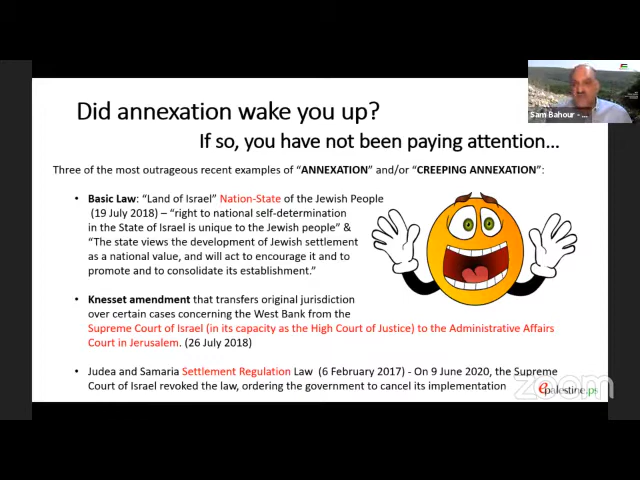 Did annexation wake you up?
If so, you have not been paying attention…
Three of the most outrageous recent examples of “ANNEXATION” and/or “CREEPING ANNEXATION”:
• Basic Law: “Land of Israel” Nation-State of the Jewish People
(19 July 2018) – “right to national self-determination
in the State of Israel is unique to the Jewish people” &
“The state views the development of Jewish settlement
as a national value, and will act to encourage it and to
promote and to consolidate its establishment.”
• Knesset amendment that transfers original jurisdiction
over certain cases concerning the West Bank from the
Supreme Court of Israel (in its capacity as the High Court of Justice) to the Administrative Affairs
Court in Jerusalem. (26 July 2018)
• Judea and Samaria Settlement Regulation Law (6 February 2017) - On 9 June 2020, the Supreme
Court of Israel revoked the law, ordering the government to cancel its implementation
Sam Bahour - ...
zoom
epalestine.ps